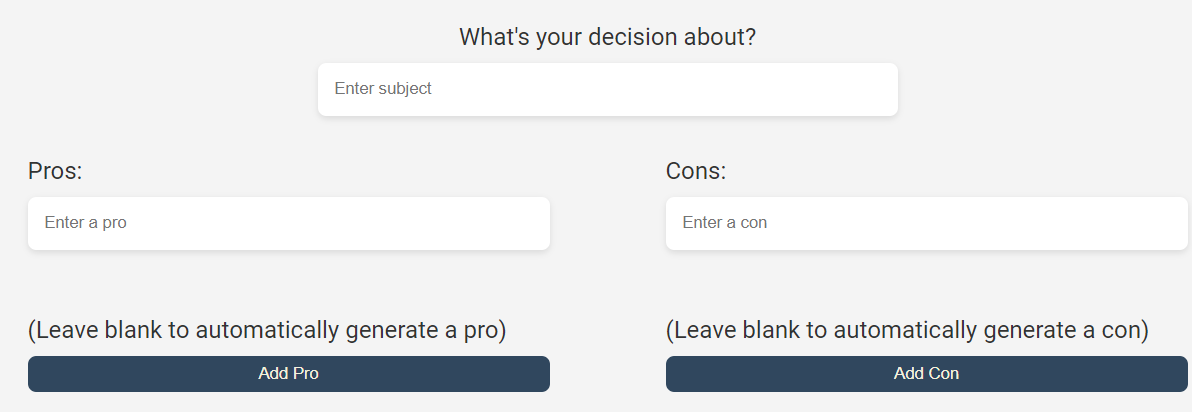 What's your decision about?
Enter subject
Pros:
Cons:
Enter a pro
Enter a con
(Leave blank to automatically generate a pro)
(Leave blank to automatically generate a con)
Add Pro
Add Con